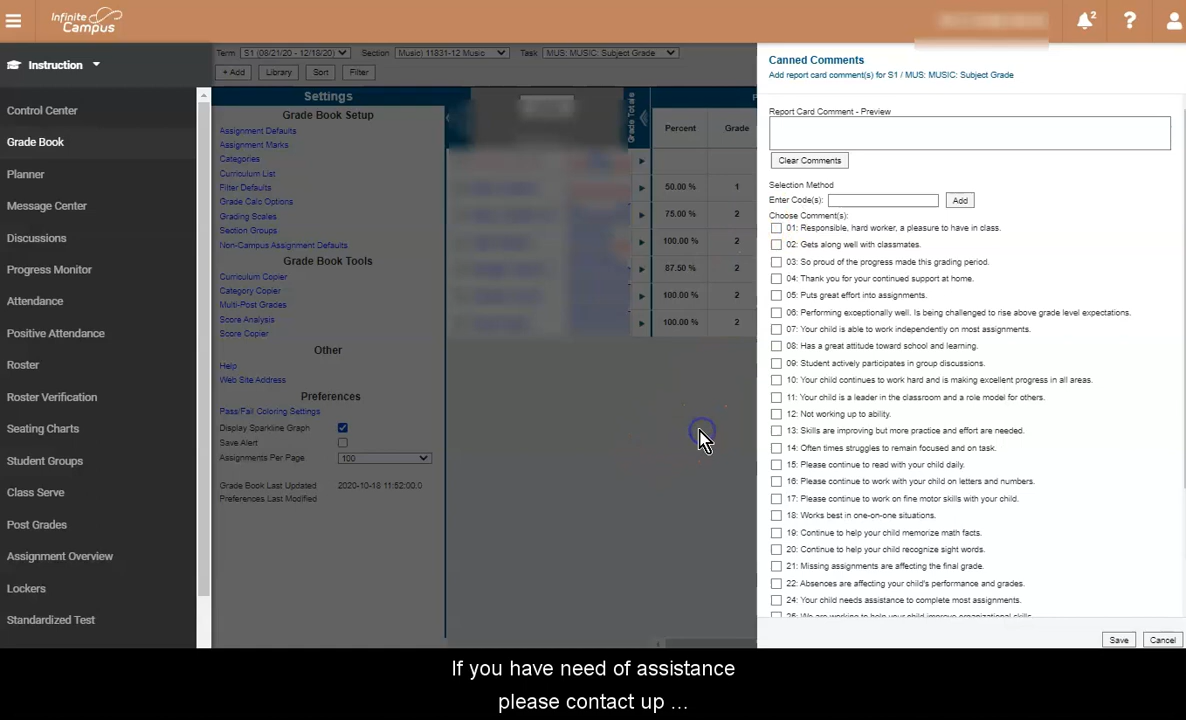 Infinite
Campus
2
?
Instruction
Control Center
Grade Book
Planner
Message Center
Discussions
Progress Monitor
Attendance
Positive Attendance
Roster
Roster Verification
Seating Charts
Student Groups
Class Serve
Post Grades
Assignment Overview
Lockers
Standardized Test
Term S1 (08/21/20 - 12/18/20) Section Music) 11831-12 Music Task MUS: MUSIC: Subject Grade
+ Add Library Sort Filter
Settings
Grade Book Setup
Assignment Defaults
Assignment Marks
Categories
Curriculum List
Filter Defaults
Grade Calc Options
Grading Scales
Section Groups
Non-Campus Assignment Defaults
Grade Book Tools
Curriculum Copier
Category Copier
Multi-Post Grades
Score Analysis
Score Copier
Other
Help
Web Site Address
Preferences
Pass/Fail Coloring Settings
Display Sparkline Graph
Save Alert
Assignments Per Page 100
Grade Book Last Updated 2020-10-18 11:52:00.0
Preferences Last Modified
Grade Totals
Percent Grade
50.00 % 1
75.00 % 2
100.00 % 2
87.50 % 2
100.00 % 2
100.00 % 2
Canned Comments
Add report card comment(s) for S1 / MUS: MUSIC: Subject Grade
Report Card Comment - Preview
Clear Comments
Selection Method
Enter Code(s): Add
Choose Comment(s):
01: Responsible, hard worker, a pleasure to have in class.
02: Gets along well with classmates.
03: So proud of the progress made this grading period.
04: Thank you for your continued support at home.
05: Puts great effort into assignments.
06: Performing exceptionally well. Is being challenged to rise above grade level expectations.
07: Your child is able to work independently on most assignments.
08: Has a great attitude toward school and learning.
09: Student actively participates in group discussions.
10: Your child continues to work hard and is making excellent progress in all areas.
11: Your child is a leader in the classroom and a role model for others.
12: Not working up to ability.
13: Skills are improving but more practice and effort are needed.
14: Often times struggles to remain focused and on task.
15: Please continue to read with your child daily.
16: Please continue to work with your child on letters and numbers.
17: Please continue to work on fine motor skills with your child.
18: Works best in one-on-one situations.
19: Continue to help your child memorize math facts.
20: Continue to help your child recognize sight words.
21: Missing assignments are affecting the final grade.
22: Absences are affecting your child's performance and grades.
24: Your child needs assistance to complete most assignments.
25: We are working to help your child improve organizational skills.
Save Cancel
If you have need of assistance
please contact up ...